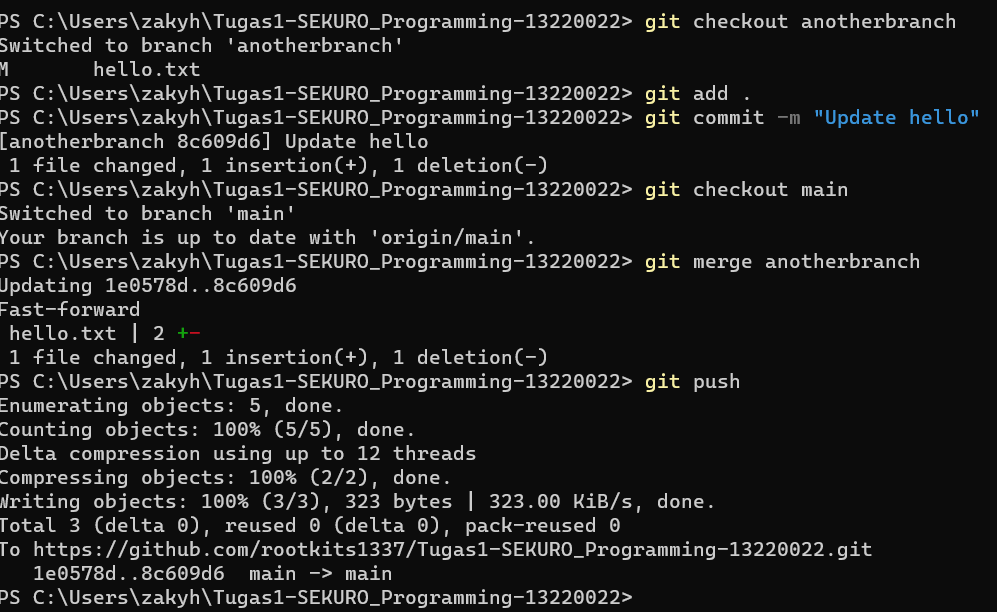 PS C:\Users\zakyh\Tugas1-SEKURO_Programming-13220022> git checkout anotherbranch
Switched to branch 'anotherbranch'
M       hello.txt
PS C:\Users\zakyh\Tugas1-SEKURO_Programming-13220022> git add .
PS C:\Users\zakyh\Tugas1-SEKURO_Programming-13220022> git commit -m "Update hello"
[anotherbranch 8c609d6] Update hello
 1 file changed, 1 insertion(+), 1 deletion(-)
PS C:\Users\zakyh\Tugas1-SEKURO_Programming-13220022> git checkout main
Switched to branch 'main'
Your branch is up to date with 'origin/main'.
PS C:\Users\zakyh\Tugas1-SEKURO_Programming-13220022> git merge anotherbranch
Updating 1e0578d..8c609d6
Fast-forward
 hello.txt | 2 +-
 1 file changed, 1 insertion(+), 1 deletion(-)
PS C:\Users\zakyh\Tugas1-SEKURO_Programming-13220022> git push
Enumerating objects: 5, done.
Counting objects: 100% (5/5), done.
Delta compression using up to 12 threads
Compressing objects: 100% (2/2), done.
Writing objects: 100% (3/3), 323 bytes | 323.00 KiB/s, done.
Total 3 (delta 0), reused 0 (delta 0), pack-reused 0
To https://github.com/rootkits1337/Tugas1-SEKURO_Programming-13220022.git
   1e0578d..8c609d6  main -> main
PS C:\Users\zakyh\Tugas1-SEKURO_Programming-13220022>